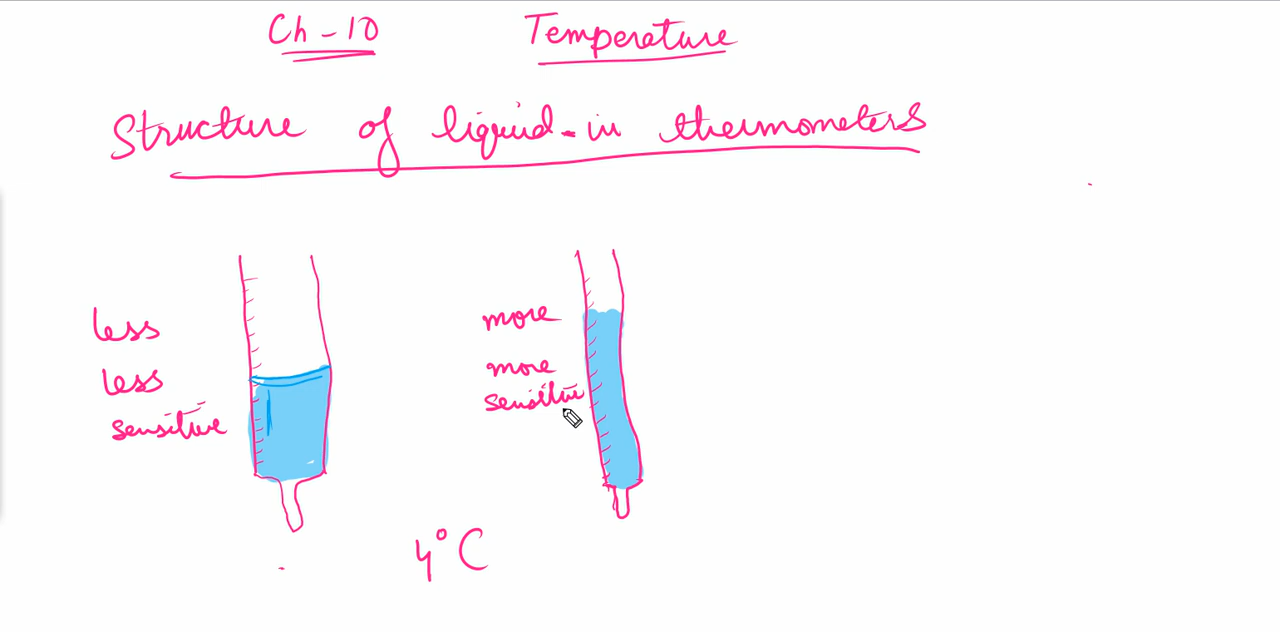 Ch - 10 Temperature
Structure of liquid-in thermometers
less
less
sensitive
more
more
sensitive
4°C